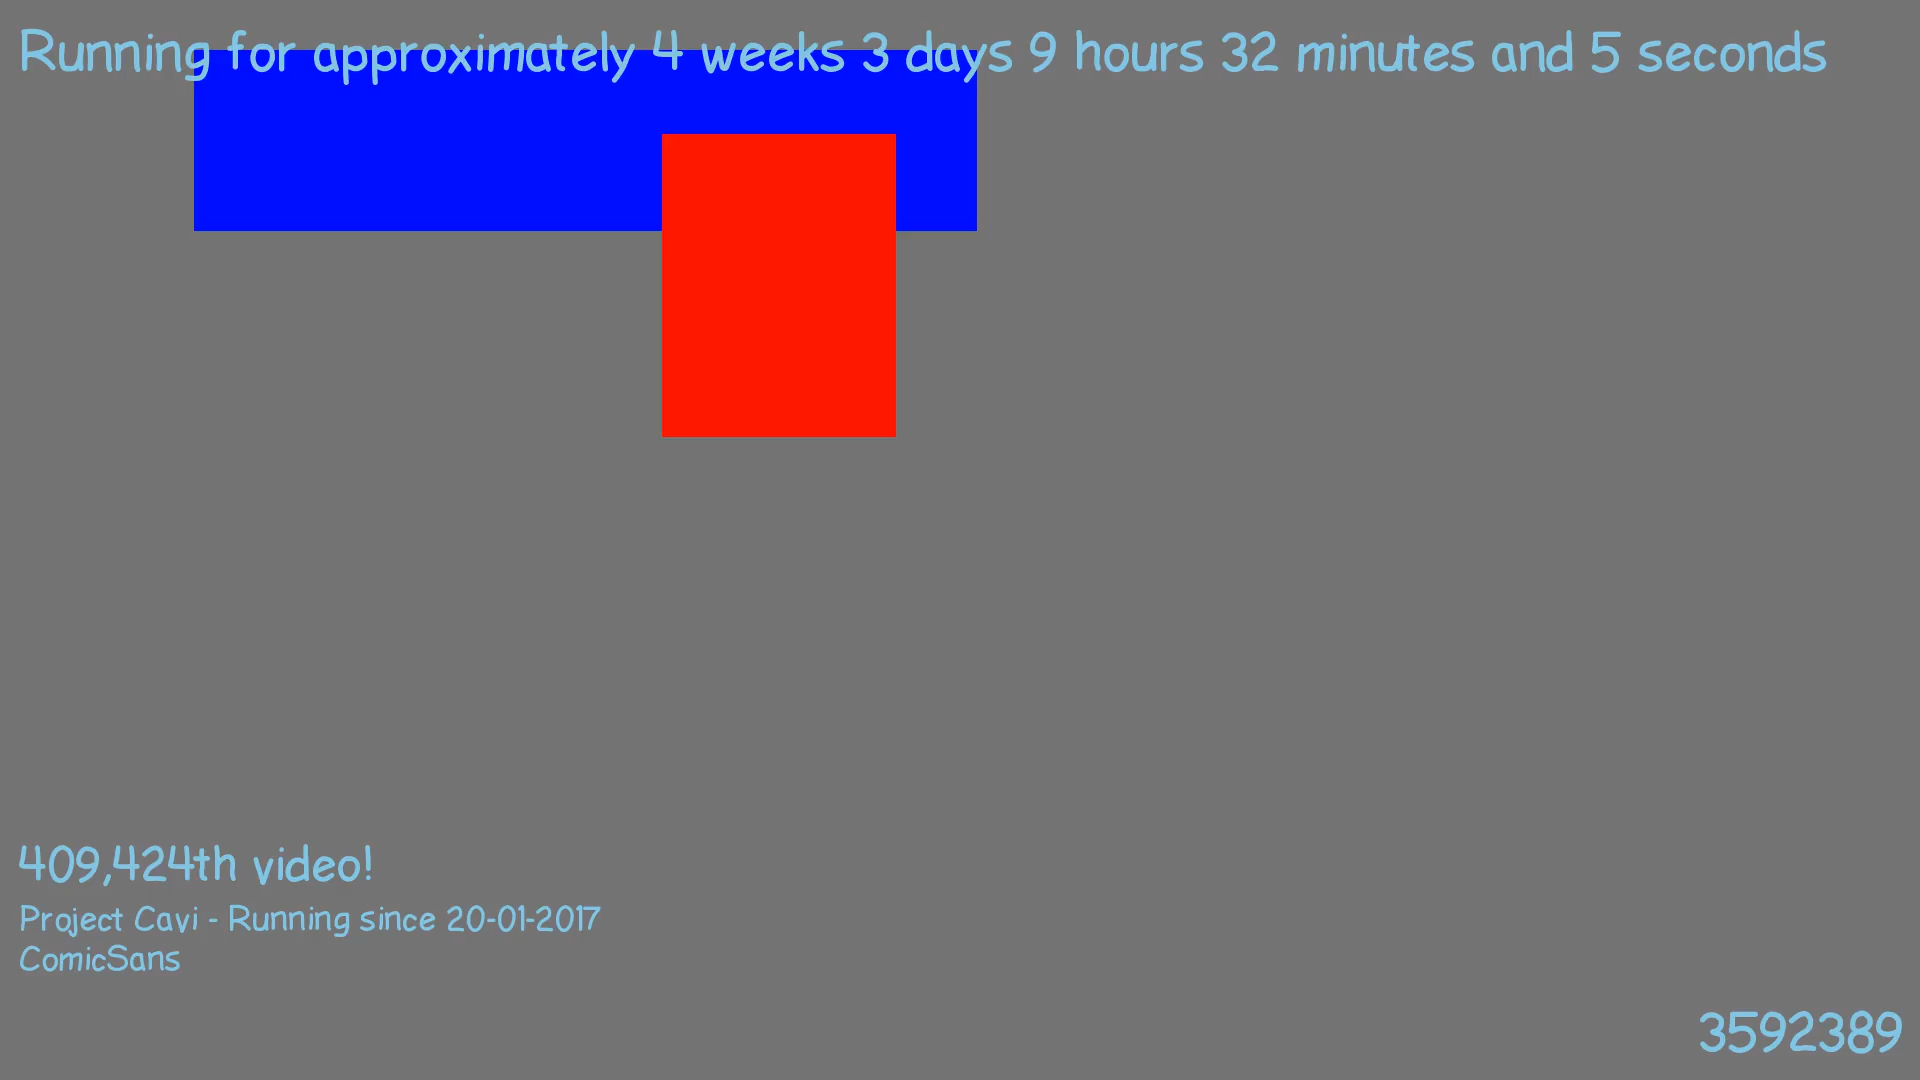 Running for approximately 4 weeks 3 days 9 hours 32 minutes and 5 seconds
409,424th video!
Project Cavi - Running since 20-01-2017
ComicSans
3592389